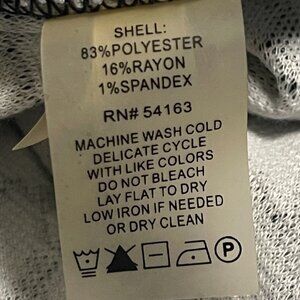 SHELL:
83%POLYESTER
16%RAYON
1%SPANDEX
RN# 54163
MACHINE WASH COLD
DELICATE CYCLE
WITH LIKE COLORS
DO NOT BLEACH
LAY FLAT TO DRY
LOW IRON IF NEEDED
OR DRY CLEAN
P